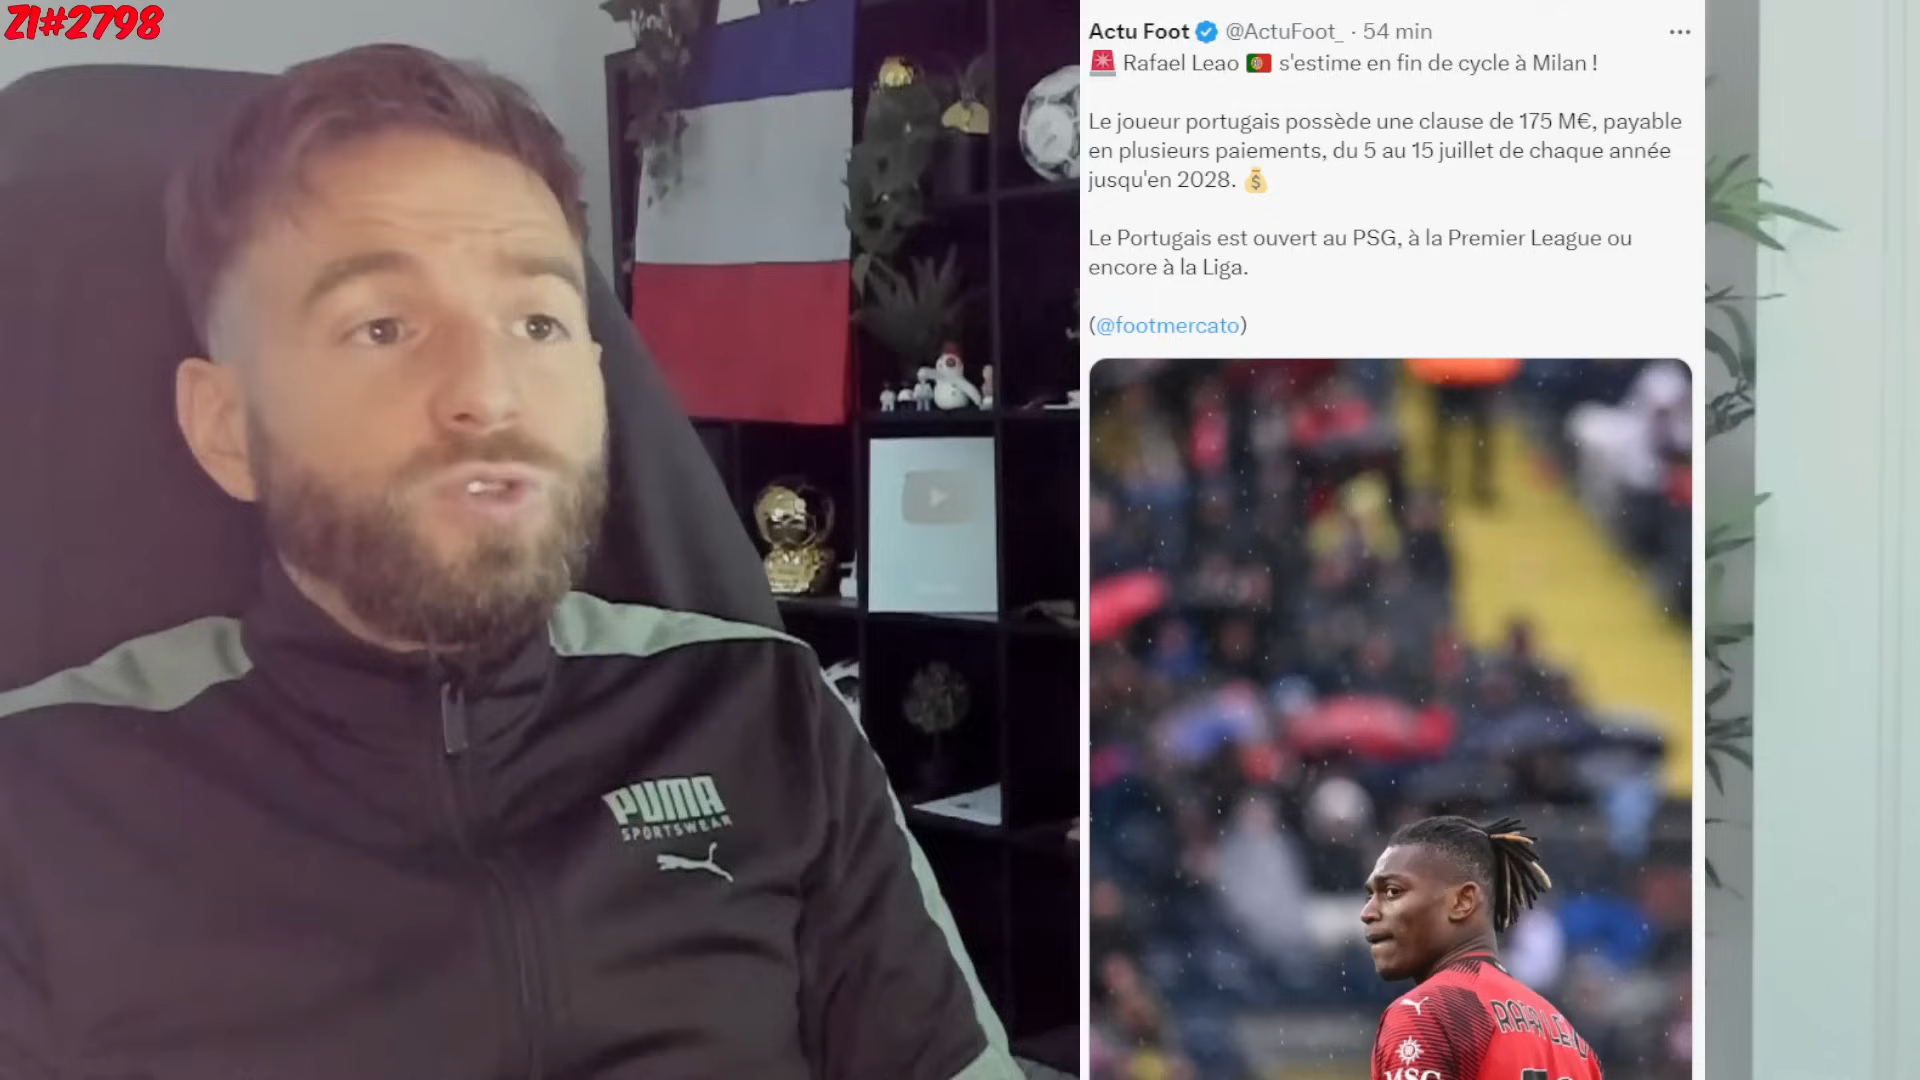 ZI#2798
Actu Foot @ActuFoot_ · 54 min
🚨 Rafael Leao 🇵🇹 s'estime en fin de cycle à Milan !
Le joueur portugais possède une clause de 175 M€, payable
en plusieurs paiements, du 5 au 15 juillet de chaque année
jusqu'en 2028. 💰
Le Portugais est ouvert au PSG, à la Premier League ou
encore à la Liga.
(@footmercato)
PUMA
SPORTSWEAR
MSC